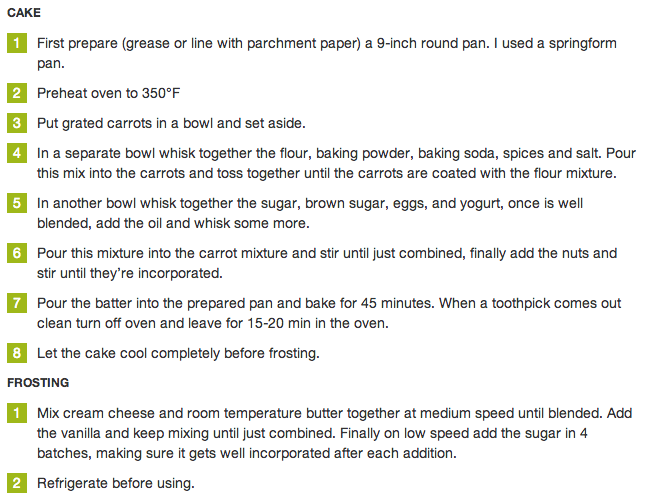 CAKE
1 First prepare (grease or line with parchment paper) a 9-inch round pan. I used a springform
pan.
2 Preheat oven to 350°F
3 Put grated carrots in a bowl and set aside.
4 In a separate bowl whisk together the flour, baking powder, baking soda, spices and salt. Pour
this mix into the carrots and toss together until the carrots are coated with the flour mixture.
5 In another bowl whisk together the sugar, brown sugar, eggs, and yogurt, once is well
blended, add the oil and whisk some more.
6 Pour this mixture into the carrot mixture and stir until just combined, finally add the nuts and
stir until they’re incorporated.
7 Pour the batter into the prepared pan and bake for 45 minutes. When a toothpick comes out
clean turn off oven and leave for 15-20 min in the oven.
8 Let the cake cool completely before frosting.
FROSTING
1 Mix cream cheese and room temperature butter together at medium speed until blended. Add
the vanilla and keep mixing until just combined. Finally on low speed add the sugar in 4
batches, making sure it gets well incorporated after each addition.
2 Refrigerate before using.